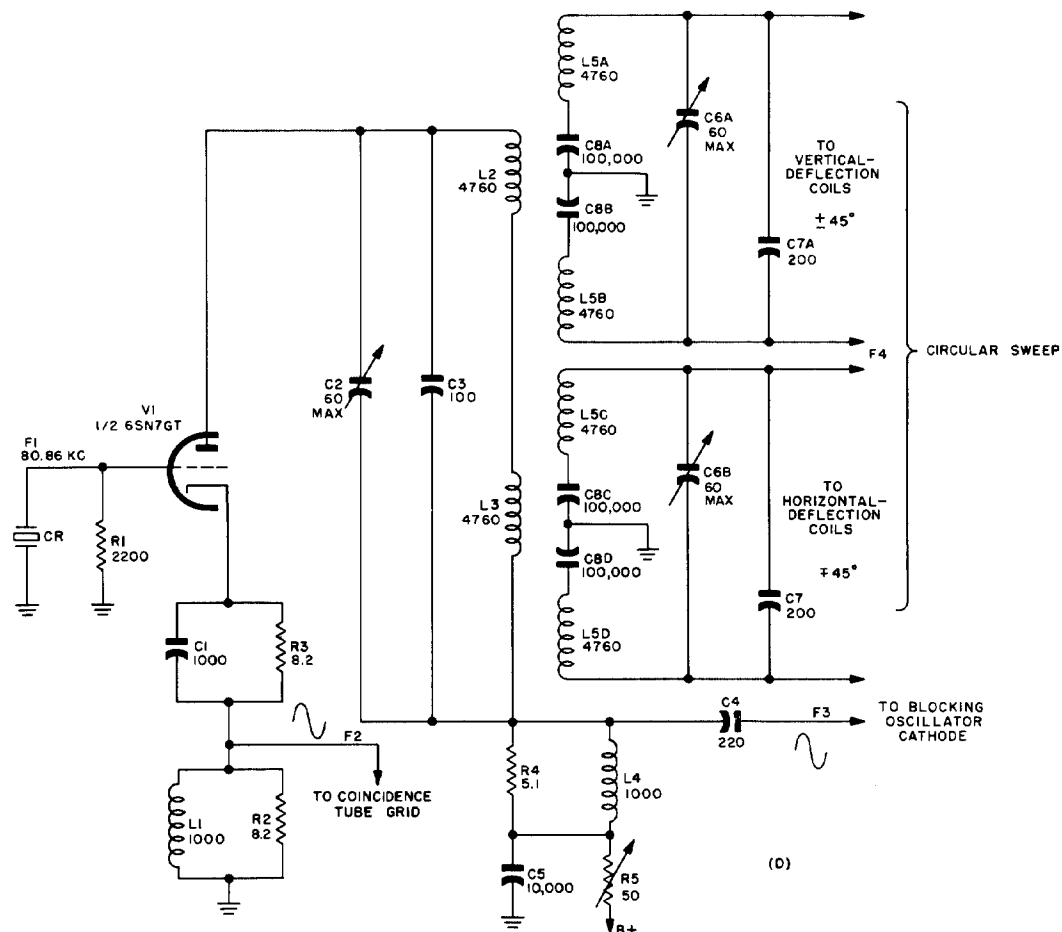 L5A
4760
C8A
100,000
C8B
100,000
L5B
4760
C6A
60
MAX
C7A
200
TO
VERTICAL-
DEFLECTION
COILS
± 45°
F4
CIRCULAR SWEEP
L2
4760
C2
60
MAX
C3
100
L3
4760
V1
1/2 6SN7GT
F1
80.86 KC
CR
R1
2200
C1
1000
R3
8.2
F2
TO COINCIDENCE
TUBE GRID
L1
1000
R2
8.2
L5C
4760
C8C
100,000
C8D
100,000
L5D
4760
C6B
60
MAX
C7
200
TO
HORIZONTAL-
DEFLECTION
COILS
∓ 45°
C4
220
F3
TO BLOCKING
OSCILLATOR
CATHODE
R4
5.1
L4
1000
C5
10,000
R5
50
B+
(D)